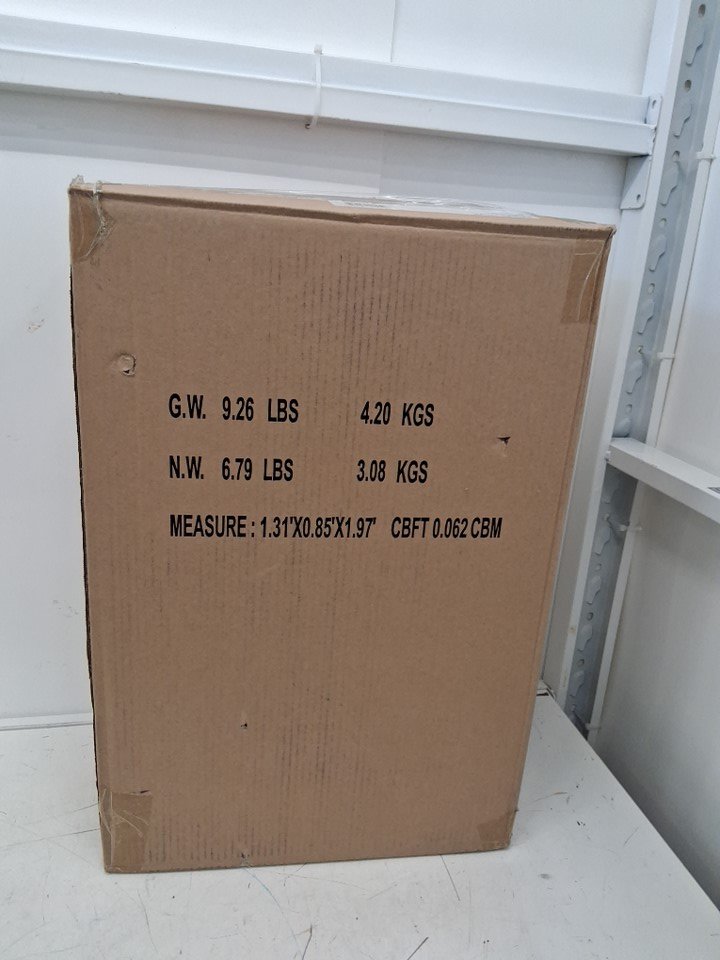 G.W. 9.26 LBS 4.20 KGS
N.W. 6.79 LBS 3.08 KGS
MEASURE : 1.31'X0.85'X1.97' CBFT 0.062 CBM